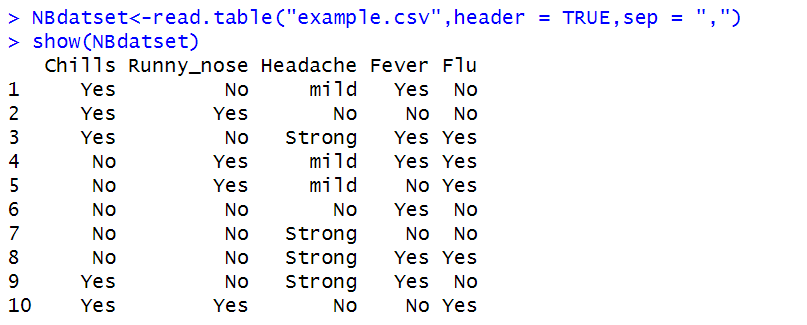 > NBdatset<-read.table("example.csv",header = TRUE,sep = ",")
> show(NBdatset)
Chills Runny_nose Headache Fever Flu
1 Yes No mild Yes No
2 Yes Yes No No No
3 Yes No Strong Yes Yes
4 No Yes mild Yes Yes
5 No Yes mild No Yes
6 No No No Yes No
7 No No Strong No No
8 No No Strong Yes Yes
9 Yes No Strong Yes No
10 Yes Yes No No Yes